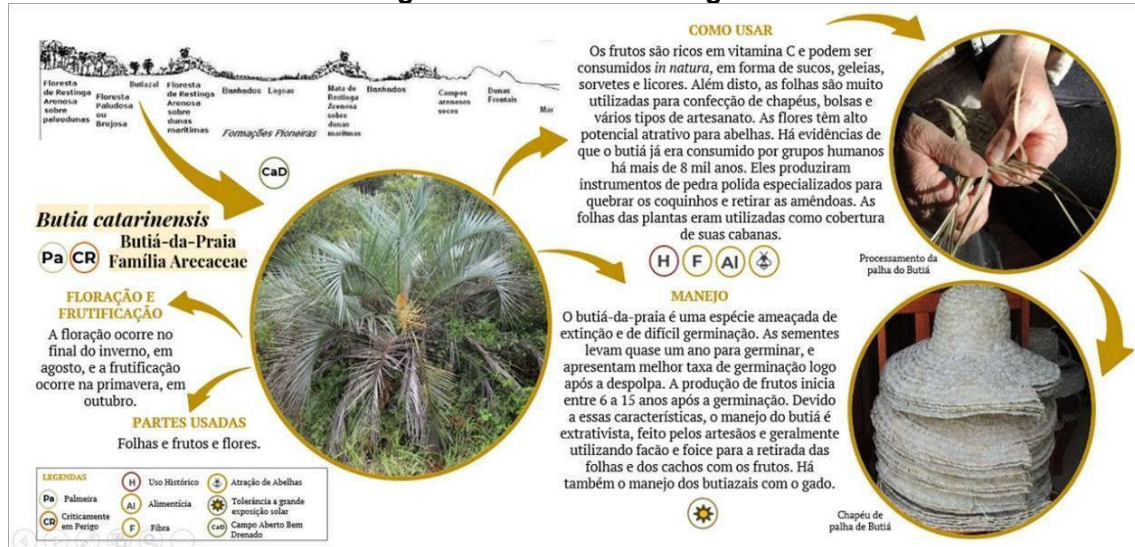 Floresta
de Restinga
Arenosa
sobre
paleodunas
Floresta
Paludosa
ou
Brejosa
Butiazal
Floresta
de Restinga
Arenosa
sobre
dunas
marítimas
Banhados
Lagoas
Formações Pioneiras
Mata de
Restinga
Arenosa
sobre
dunas
marítimas
Banhados
Campos
arenosos
secos
Dunas
Frontais
Mar
CaD
Butia catarinensis
Butiá-da-Praia
Família Arecaceae
Pa CR
FLORAÇÃO E
FRUTIFICAÇÃO
A floração ocorre no
final do inverno, em
agosto, e a frutificação
ocorre na primavera, em
outubro.
PARTES USADAS
Folhas e frutos e flores.
LEGENDAS
Pa Palmeira
CR Criticamente
em Perigo
H Uso Histórico
Al Alimentícia
F Fibra
Atração de Abelhas
Tolerância a grande
exposição solar
CaD Campo Aberto Bem
Drenado
COMO USAR
Os frutos são ricos em vitamina C e podem ser
consumidos in natura, em forma de sucos, geleias,
sorvetes e licores. Além disto, as folhas são muito
utilizadas para confecção de chapéus, bolsas e
vários tipos de artesanato. As flores têm alto
potencial atrativo para abelhas. Há evidências de
que o butiá já era consumido por grupos humanos
há mais de 8 mil anos. Eles produziram
instrumentos de pedra polida especializados para
quebrar os coquinhos e retirar as amêndoas. As
folhas das plantas eram utilizadas como cobertura
de suas cabanas.
H F Al
MANEJO
O butiá-da-praia é uma espécie ameaçada de
extinção e de difícil germinação. As sementes
levam quase um ano para germinar, e
apresentam melhor taxa de germinação logo
após a despolpa. A produção de frutos inicia
entre 6 a 15 anos após a germinação. Devido
a essas características, o manejo do butiá é
extrativista, feito pelos artesãos e geralmente
utilizando facão e foice para a retirada das
folhas e dos cachos com os frutos. Há
também o manejo dos butiazais com o gado.
Processamento da
palha do Butiá
Chapéu de
palha de Butiá